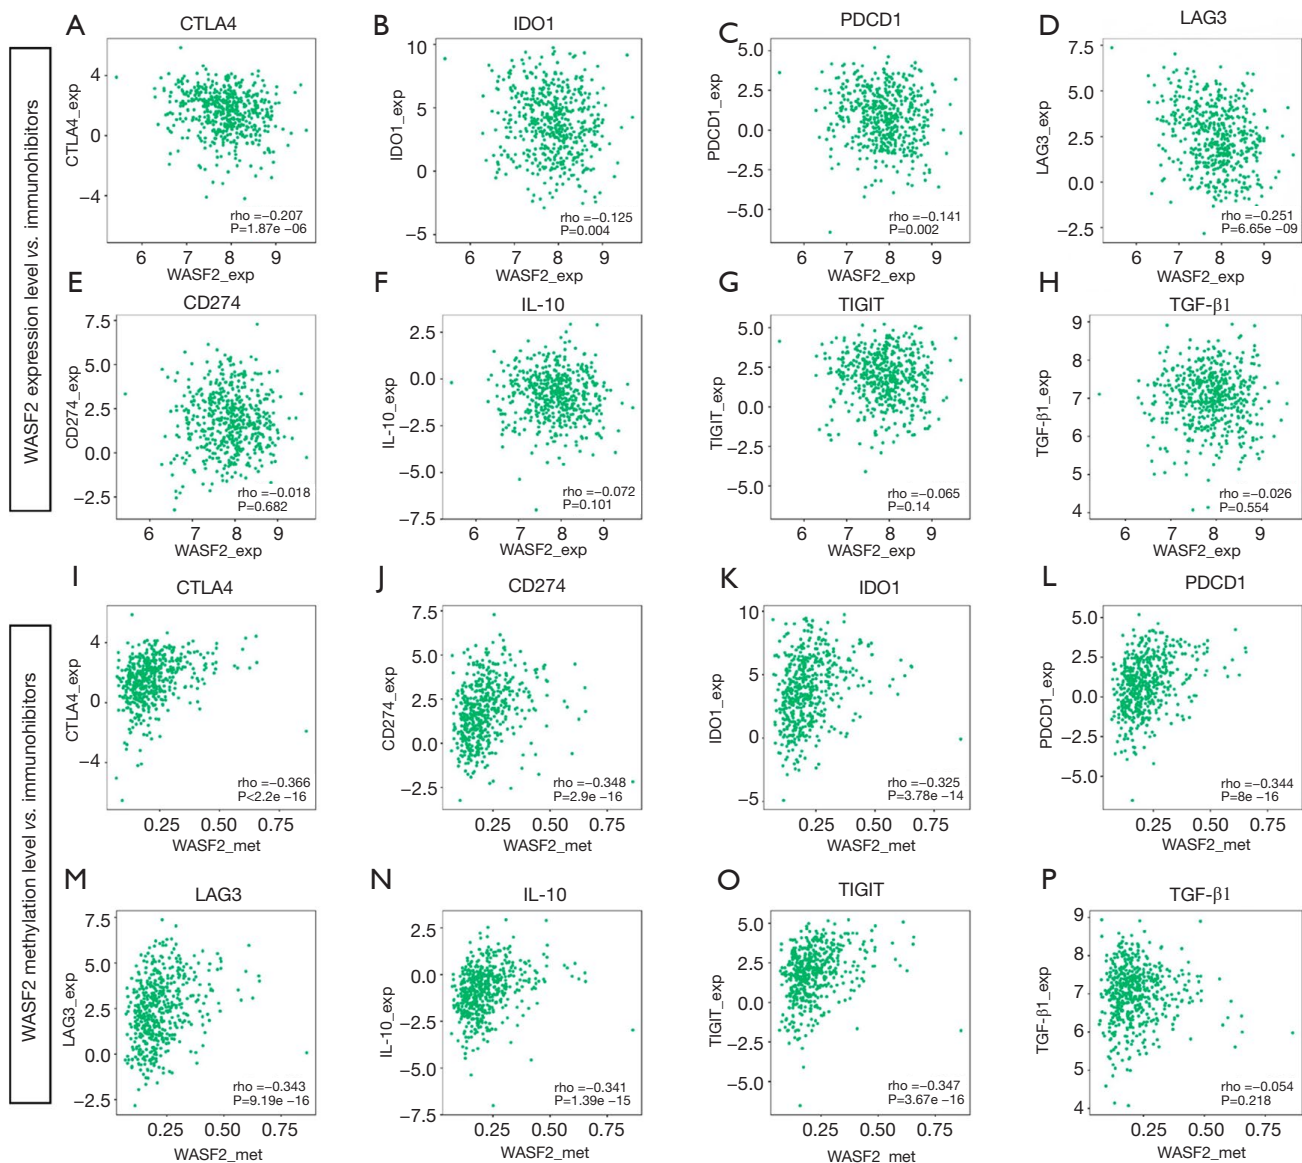 WASF2 expression level vs. immunohibitors
A
CTLA4
CTLA4_exp
4
0
−4
rho =−0.207
P=1.87e −06
6 7 8 9
WASF2_exp
B
IDO1
IDO1_exp
10
5
0
−5
rho =−0.125
P=0.004
6 7 8 9
WASF2_exp
C
PDCD1
PDCD1_exp
5.0
2.5
0.0
−2.5
−5.0
rho =−0.141
P=0.002
6 7 8 9
WASF2_exp
D
LAG3
LAG3_exp
7.5
5.0
2.5
0.0
−2.5
rho =−0.251
P=6.65e −09
6 7 8 9
WASF2_exp
E
CD274
CD274_exp
7.5
5.0
2.5
0.0
−2.5
rho =−0.018
P=0.682
6 7 8 9
WASF2_exp
F
IL-10
IL-10_exp
2.5
0.0
−2.5
−5.0
−7.5
rho =−0.072
P=0.101
6 7 8 9
WASF2_exp
G
TIGIT
TIGIT_exp
5.0
2.5
0.0
−2.5
−5.0
rho =−0.065
P=0.14
6 7 8 9
WASF2_exp
H
TGF-β1
TGF-β1_exp
9
8
7
6
5
4
rho =−0.026
P=0.554
6 7 8 9
WASF2_exp
WASF2 methylation level vs. immunohibitors
I
CTLA4
CTLA4_exp
4
0
−4
rho =−0.366
P<2.2e −16
0.25 0.50 0.75
WASF2_met
J
CD274
CD274_exp
7.5
5.0
2.5
0.0
−2.5
rho =−0.348
P=2.9e −16
0.25 0.50 0.75
WASF2_met
K
IDO1
IDO1_exp
10
5
0
−5
rho =−0.325
P=3.78e −14
0.25 0.50 0.75
WASF2_met
L
PDCD1
PDCD1_exp
5.0
2.5
0.0
−2.5
−5.0
rho =−0.344
P=8e −16
0.25 0.50 0.75
WASF2_met
M
LAG3
LAG3_exp
7.5
5.0
2.5
0.0
−2.5
rho =−0.343
P=9.19e −16
0.25 0.50 0.75
WASF2_met
N
IL-10
IL-10_exp
2.5
0.0
−2.5
−5.0
−7.5
rho =−0.341
P=1.39e −15
0.25 0.50 0.75
WASF2_met
O
TIGIT
TIGIT_exp
5.0
2.5
0.0
−2.5
−5.0
rho =−0.347
P=3.67e −16
0.25 0.50 0.75
WASF2_met
P
TGF-β1
TGF-β1_exp
9
8
7
6
5
4
rho =−0.054
P=0.218
0.25 0.50 0.75
WASF2_met